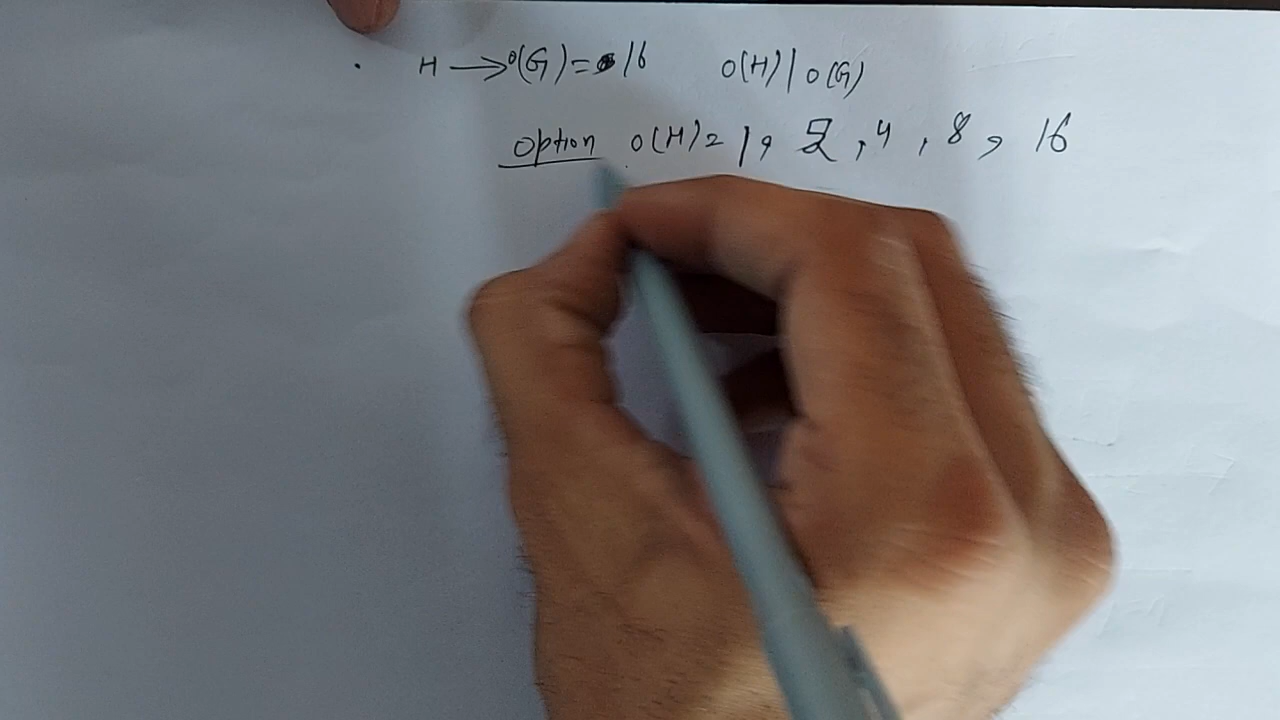 H → o(G) = 16 o(H) | o(G)
option o(H) = 1, 2, 4, 8, 16